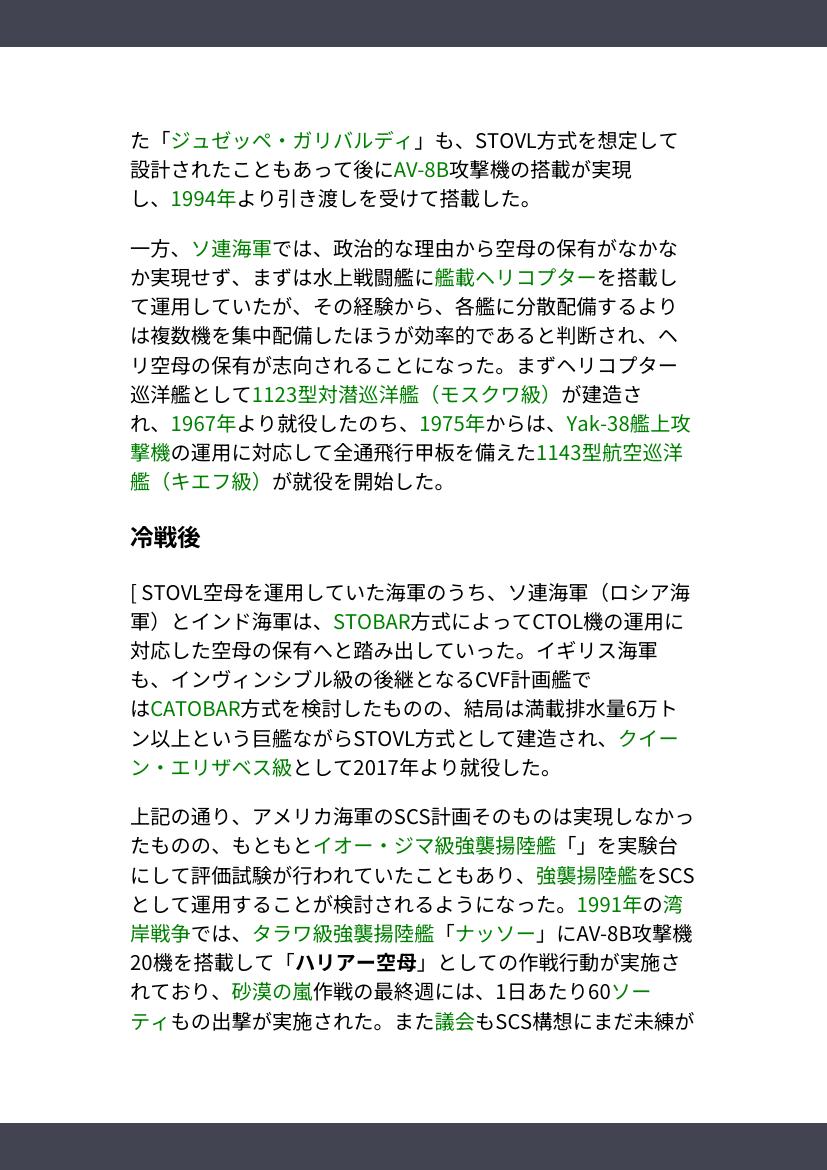 た「ジュゼッペ・ガリバルディ」も、STOVL方式を想定して
設計されたこともあって後にAV-8B攻撃機の搭載が実現
し、1994年より引き渡しを受けて搭載した。
一方、ソ連海軍では、政治的な理由から空母の保有がなかな
か実現せず、まずは水上戦闘艦に艦載ヘリコプターを搭載し
て運用していたが、その経験から、各艦に分散配備するより
は複数機を集中配備したほうが効率的であると判断され、ヘ
リ空母の保有が志向されることになった。まずヘリコプター
巡洋艦として1123型対潜巡洋艦（モスクワ級）が建造さ
れ、1967年より就役したのち、1975年からは、Yak-38艦上攻
撃機の運用に対応して全通飛行甲板を備えた1143型航空巡洋
艦（キエフ級）が就役を開始した。
冷戦後
[ STOVL空母を運用していた海軍のうち、ソ連海軍（ロシア海
軍）とインド海軍は、STOBAR方式によってCTOL機の運用に
対応した空母の保有へと踏み出していった。イギリス海軍
も、インヴィンシブル級の後継となるCVF計画艦で
はCATOBAR方式を検討したものの、結局は満載排水量6万ト
ン以上という巨艦ながらSTOVL方式として建造され、クイー
ン・エリザベス級として2017年より就役した。
上記の通り、アメリカ海軍のSCS計画そのものは実現しなかっ
たものの、もともとイオー・ジマ級強襲揚陸艦「」を実験台
にして評価試験が行われていたこともあり、強襲揚陸艦をSCS
として運用することが検討されるようになった。1991年の湾
岸戦争では、タラワ級強襲揚陸艦「ナッソー」にAV-8B攻撃機
20機を搭載して「ハリアー空母」としての作戦行動が実施さ
れており、砂漠の嵐作戦の最終週には、1日あたり60ソー
ティもの出撃が実施された。また議会もSCS構想にまだ未練が